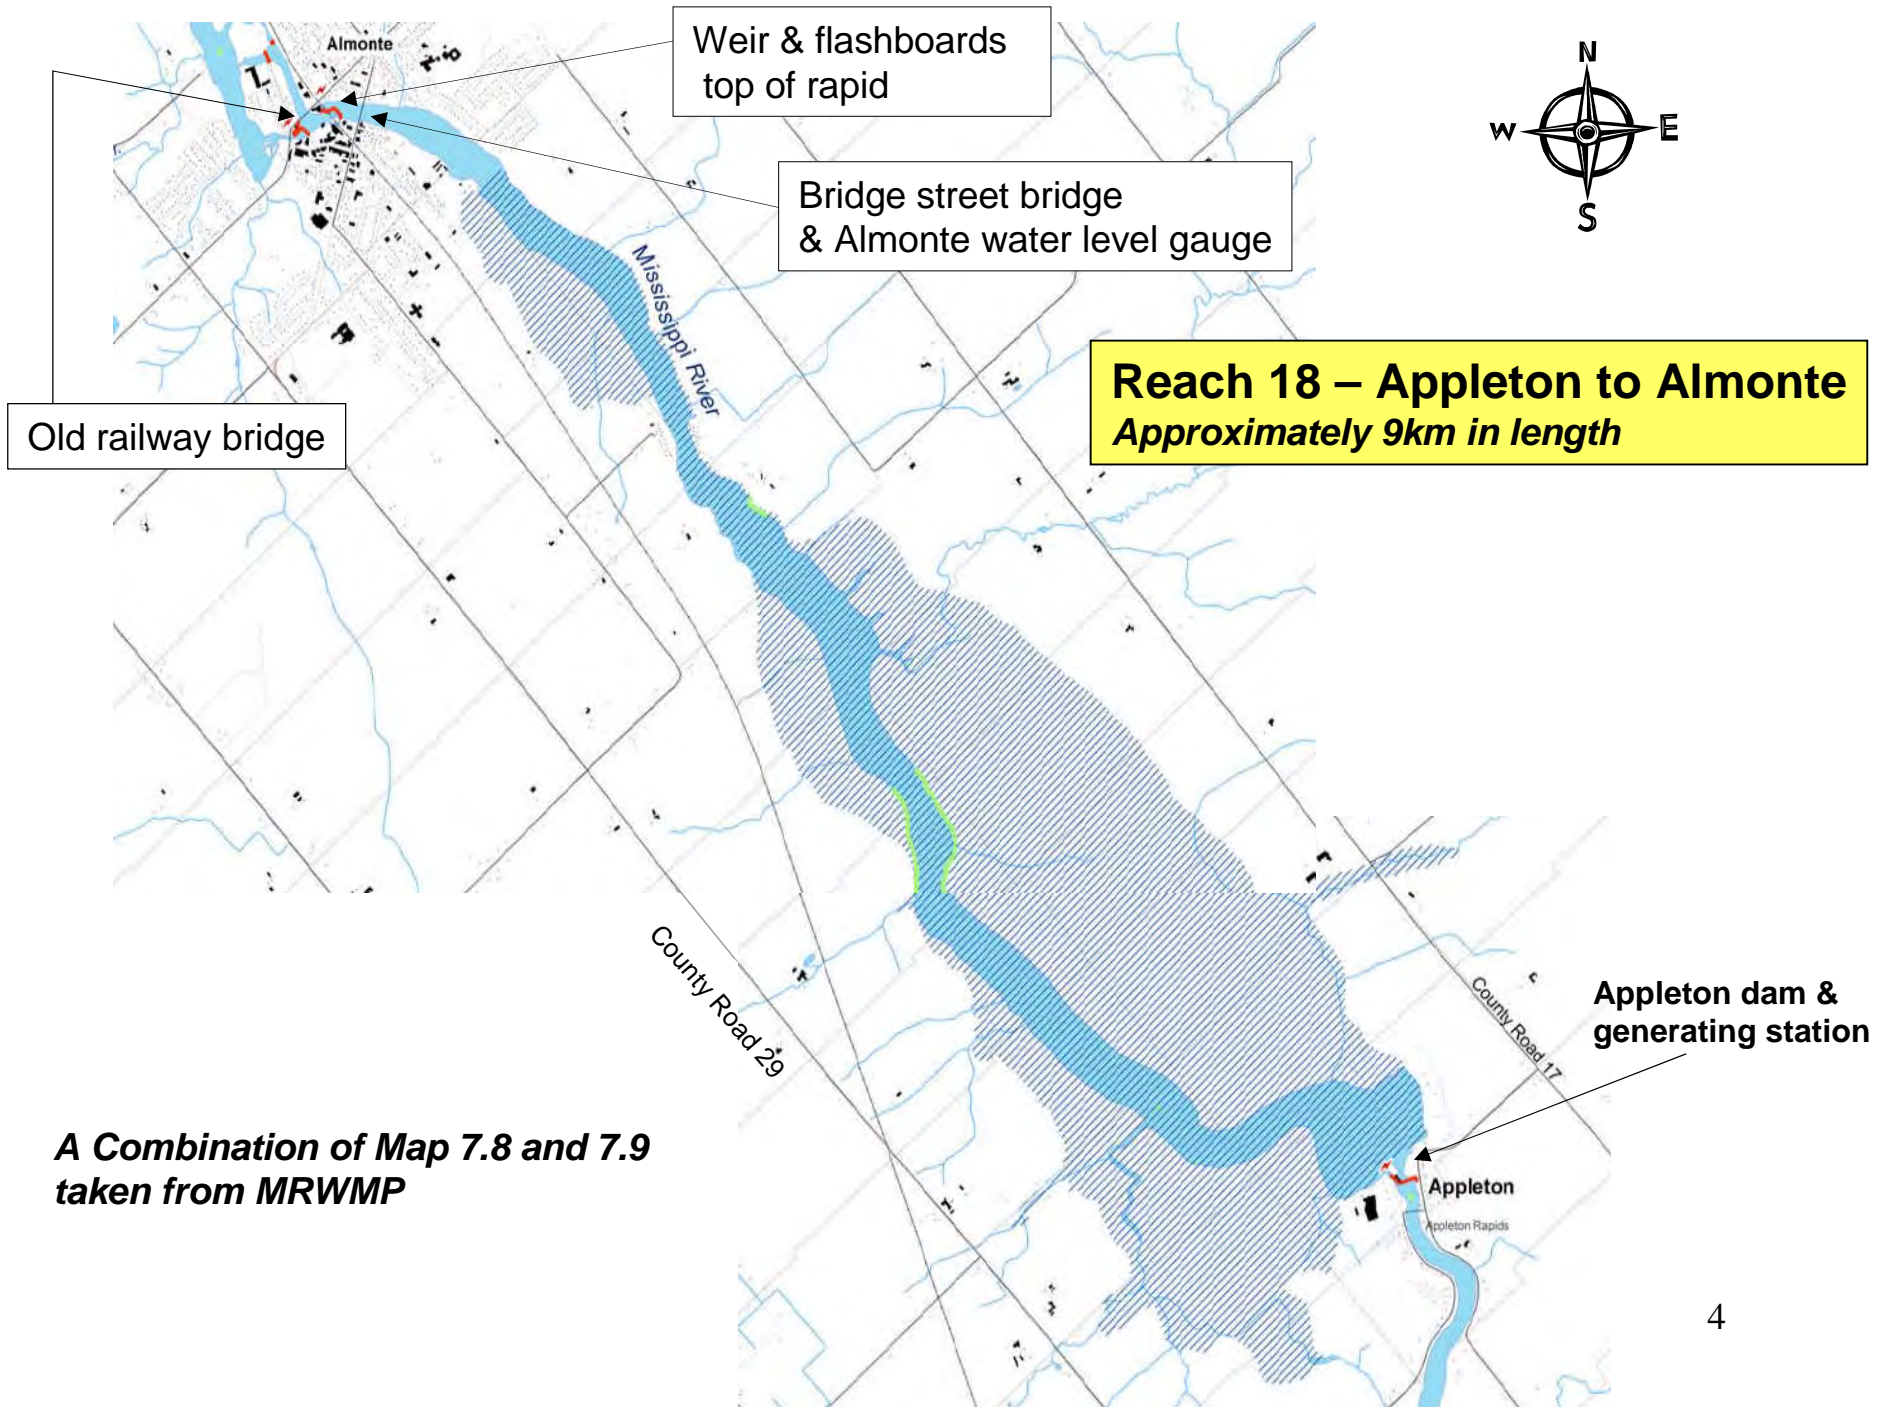 Almonte
Weir & flashboards
top of rapid
N
W
E
S
Bridge street bridge
& Almonte water level gauge
Mississippi River
Reach 18 – Appleton to Almonte
Approximately 9km in length
Old railway bridge
County Road 29
County Road 17
Appleton dam &
generating station
A Combination of Map 7.8 and 7.9
taken from MRWMP
Appleton
Appleton Rapids
4